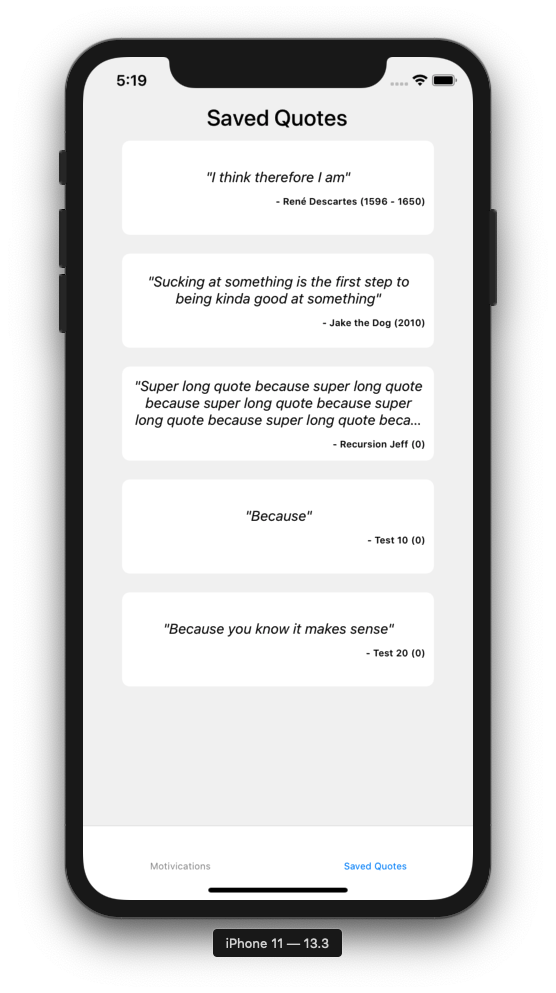 5:19
Saved Quotes
"I think therefore I am"
- René Descartes (1596 - 1650)
"Sucking at something is the first step to
being kinda good at something"
- Jake the Dog (2010)
"Super long quote because super long quote
because super long quote because super
long quote because super long quote beca...
- Recursion Jeff (0)
"Because"
- Test 10 (0)
"Because you know it makes sense"
- Test 20 (0)
Motivications
Saved Quotes
iPhone 11 — 13.3